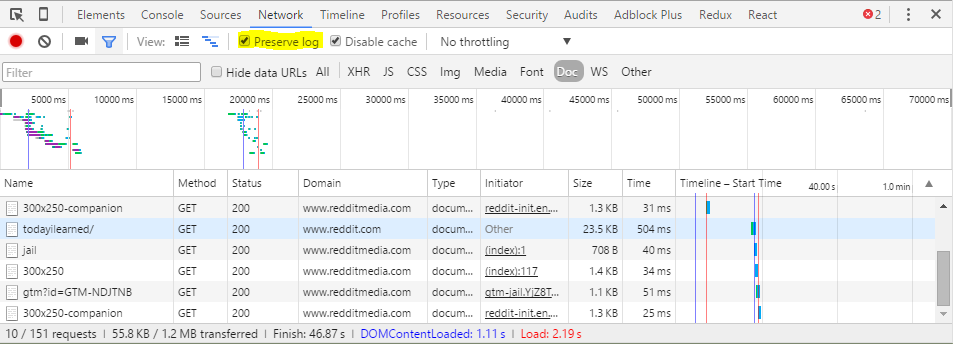 Elements Console Sources Network Timeline Profiles Resources Security Audits Adblock Plus Redux React 2
View: Preserve log Disable cache No throttling
Filter Hide data URLs All XHR JS CSS Img Media Font Doc WS Other
5000 ms 10000 ms 15000 ms 20000 ms 25000 ms 30000 ms 35000 ms 40000 ms 45000 ms 50000 ms 55000 ms 60000 ms 65000 ms 70000 ms
Name Method Status Domain Type Initiator Size Time Timeline – Start Time 40.00 s 1.0 min
300x250-companion GET 200 www.redditmedia.com docum... reddit-init.en.... 1.3 KB 31 ms
todayilearned/ GET 200 www.reddit.com docum... Other 23.5 KB 504 ms
jail GET 200 www.redditmedia.com docum... (index):1 708 B 40 ms
300x250 GET 200 www.redditmedia.com docum... (index):117 1.4 KB 34 ms
gtm?id=GTM-NDJTNB GET 200 www.redditmedia.com docum... gtm-jail.YjZ8T... 1.1 KB 51 ms
300x250-companion GET 200 www.redditmedia.com docum... reddit-init.en.... 1.3 KB 25 ms
10 / 151 requests | 55.8 KB / 1.2 MB transferred | Finish: 46.87 s | DOMContentLoaded: 1.11 s | Load: 2.19 s